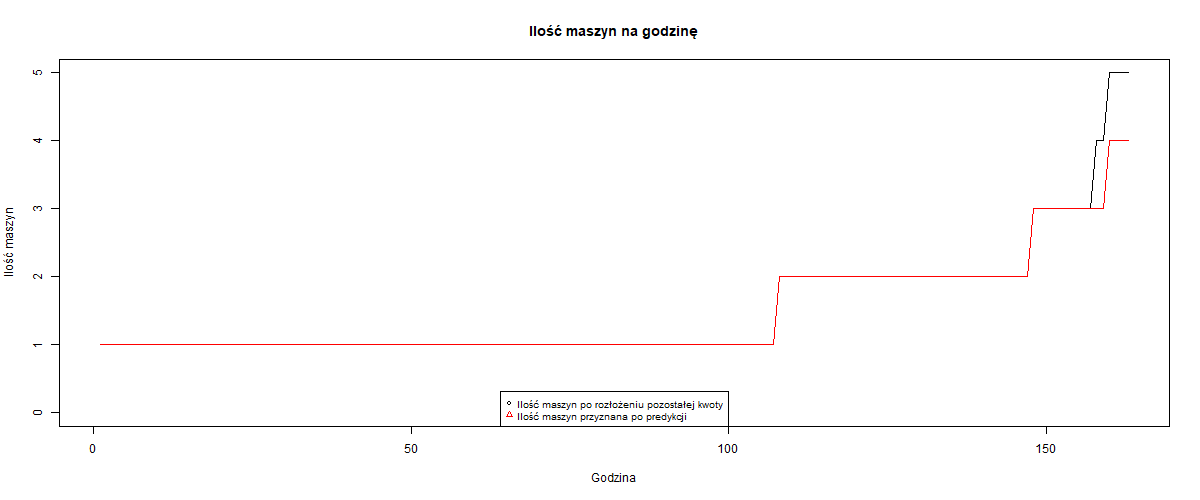 Ilość maszyn na godzinę
Ilość maszyn
5
4
3
2
1
0
Ilość maszyn po rozłożeniu pozostałej kwoty
Ilość maszyn przyznana po predykcji
0 50 100 150
Godzina